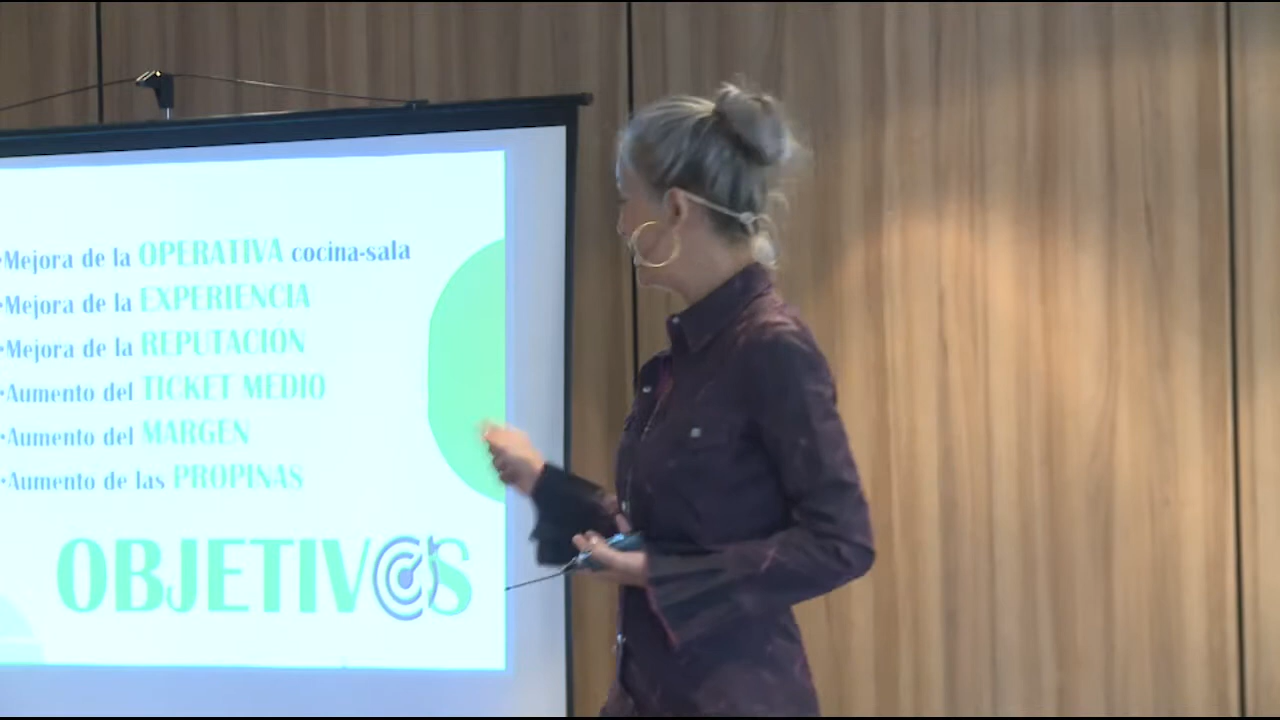 •Mejora de la OPERATIVA cocina-sala
•Mejora de la EXPERIENCIA
•Mejora de la REPUTACIÓN
•Aumento del TICKET MEDIO
•Aumento del MARGEN
•Aumento de las PROPINAS
OBJETIVOS